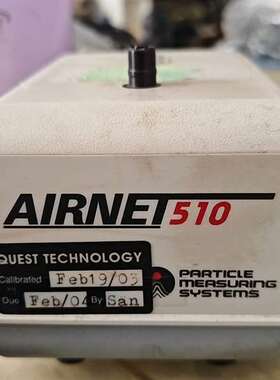 AIRNET 510
QUEST TECHNOLOGY
Calibrated Feb19/03
Due Feb/04 By San
PARTICLE
MEASURING
SYSTEMS